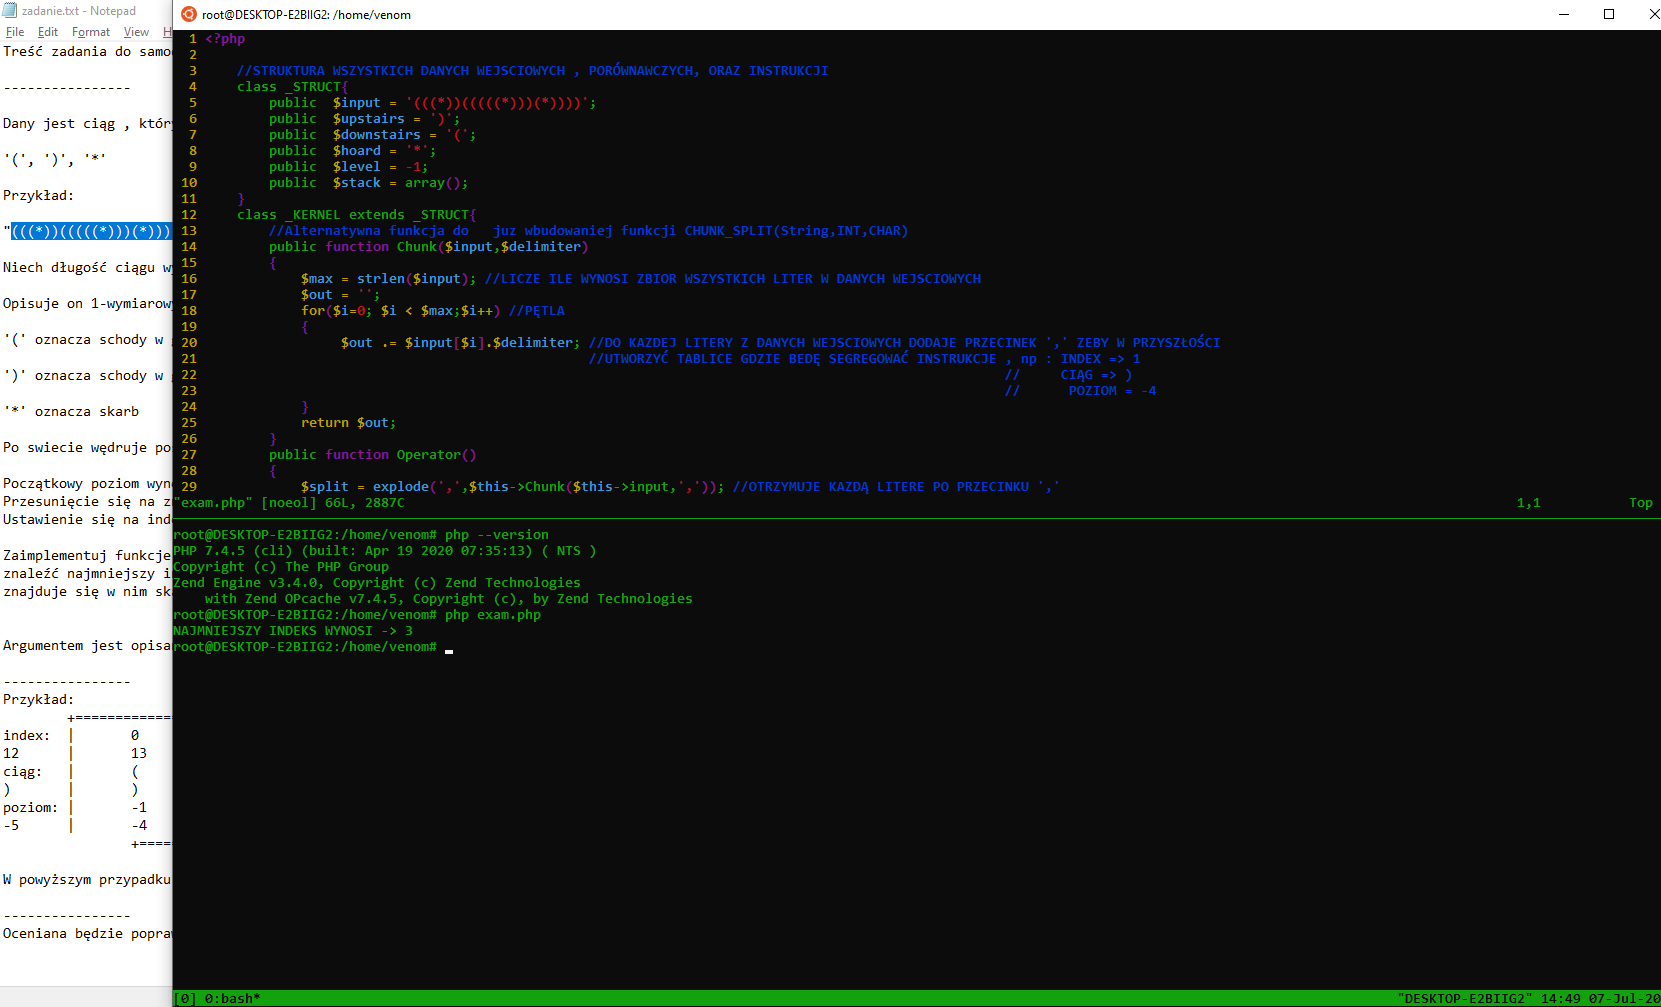 zadanie.txt - Notepad
File Edit Format View H
Treść zadania do samo
----------------
Dany jest ciąg , któr
'(', ')', '*'
Przykład:
"(((*))(((((*)))(*)))
Niech długość ciągu w
Opisuje on 1-wymiarow
'(' oznacza schody w
')' oznacza schody w
'*' oznacza skarb
Po swiecie wędruje po
Początkowy poziom wyn
Przesunięcie się na z
Ustawienie się na ind
Zaimplementuj funkcje
znaleźć najmniejszy i
znajduje się w nim sk
Argumentem jest opisa
----------------
Przykład:
+=============
index: | 0
12 | 13
ciąg: | (
) | )
poziom: | -1
-5 | -4
+====
W powyższym przypadku
----------------
Oceniana będzie popra
root@DESKTOP-E2BIIG2: /home/venom
1 <?php
2
3 //STRUKTURA WSZYSTKICH DANYCH WEJSCIOWYCH , PORÓWNAWCZYCH, ORAZ INSTRUKCJI
4 class _STRUCT{
5 public $input = '(((*))(((((*)))(*))))';
6 public $upstairs = ')';
7 public $downstairs = '(';
8 public $hoard = '*';
9 public $level = -1;
10 public $stack = array();
11 }
12 class _KERNEL extends _STRUCT{
13 //Alternatywna funkcja do juz wbudowaniej funkcji CHUNK_SPLIT(String,INT,CHAR)
14 public function Chunk($input,$delimiter)
15 {
16 $max = strlen($input); //LICZE ILE WYNOSI ZBIOR WSZYSTKICH LITER W DANYCH WEJSCIOWYCH
17 $out = '';
18 for($i=0; $i < $max;$i++) //PĘTLA
19 {
20 $out .= $input[$i].$delimiter; //DO KAZDEJ LITERY Z DANYCH WEJSCIOWYCH DODAJE PRZECINEK ',' ZEBY W PRZYSZŁOŚCI
21 //UTWORZYĆ TABLICE GDZIE BEDĘ SEGREGOWAĆ INSTRUKCJE , np : INDEX => 1
22 // CIĄG => )
23 // POZIOM = -4
24 }
25 return $out;
26 }
27 public function Operator()
28 {
29 $split = explode(',',$this->Chunk($this->input,',')); //OTRZYMUJE KAZDĄ LITERE PO PRZECINKU ','
"exam.php" [noeol] 66L, 2887C 1,1 Top
root@DESKTOP-E2BIIG2:/home/venom# php --version
PHP 7.4.5 (cli) (built: Apr 19 2020 07:35:13) ( NTS )
Copyright (c) The PHP Group
Zend Engine v3.4.0, Copyright (c) Zend Technologies
with Zend OPcache v7.4.5, Copyright (c), by Zend Technologies
root@DESKTOP-E2BIIG2:/home/venom# php exam.php
NAJMNIEJSZY INDEKS WYNOSI -> 3
root@DESKTOP-E2BIIG2:/home/venom#
[0] 0:bash* "DESKTOP-E2BIIG2" 14:49 07-Jul-20